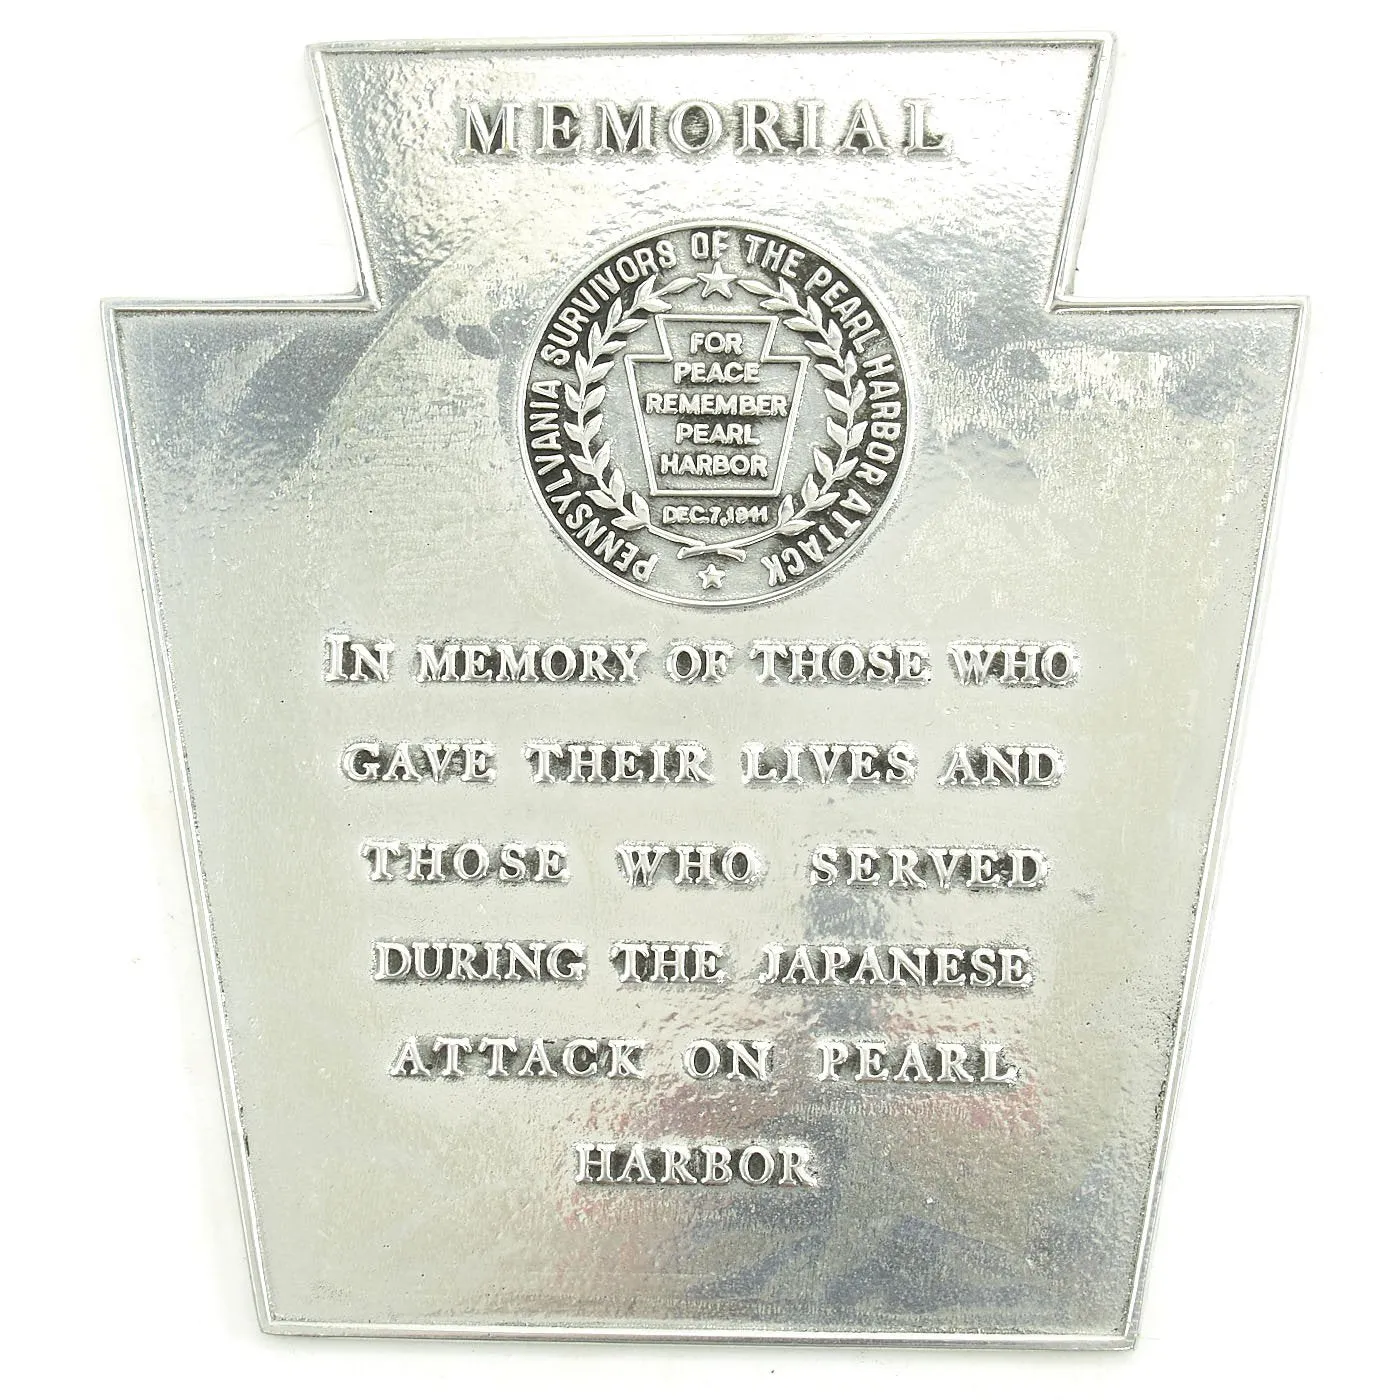 MEMORIAL
PENNSYLVANIA SURVIVORS OF THE PEARL HARBOR ATTACK
FOR
PEACE
REMEMBER
PEARL
HARBOR
DEC. 7, 1941
IN MEMORY OF THOSE WHO
GAVE THEIR LIVES AND
THOSE WHO SERVED
DURING THE JAPANESE
ATTACK ON PEARL
HARBOR